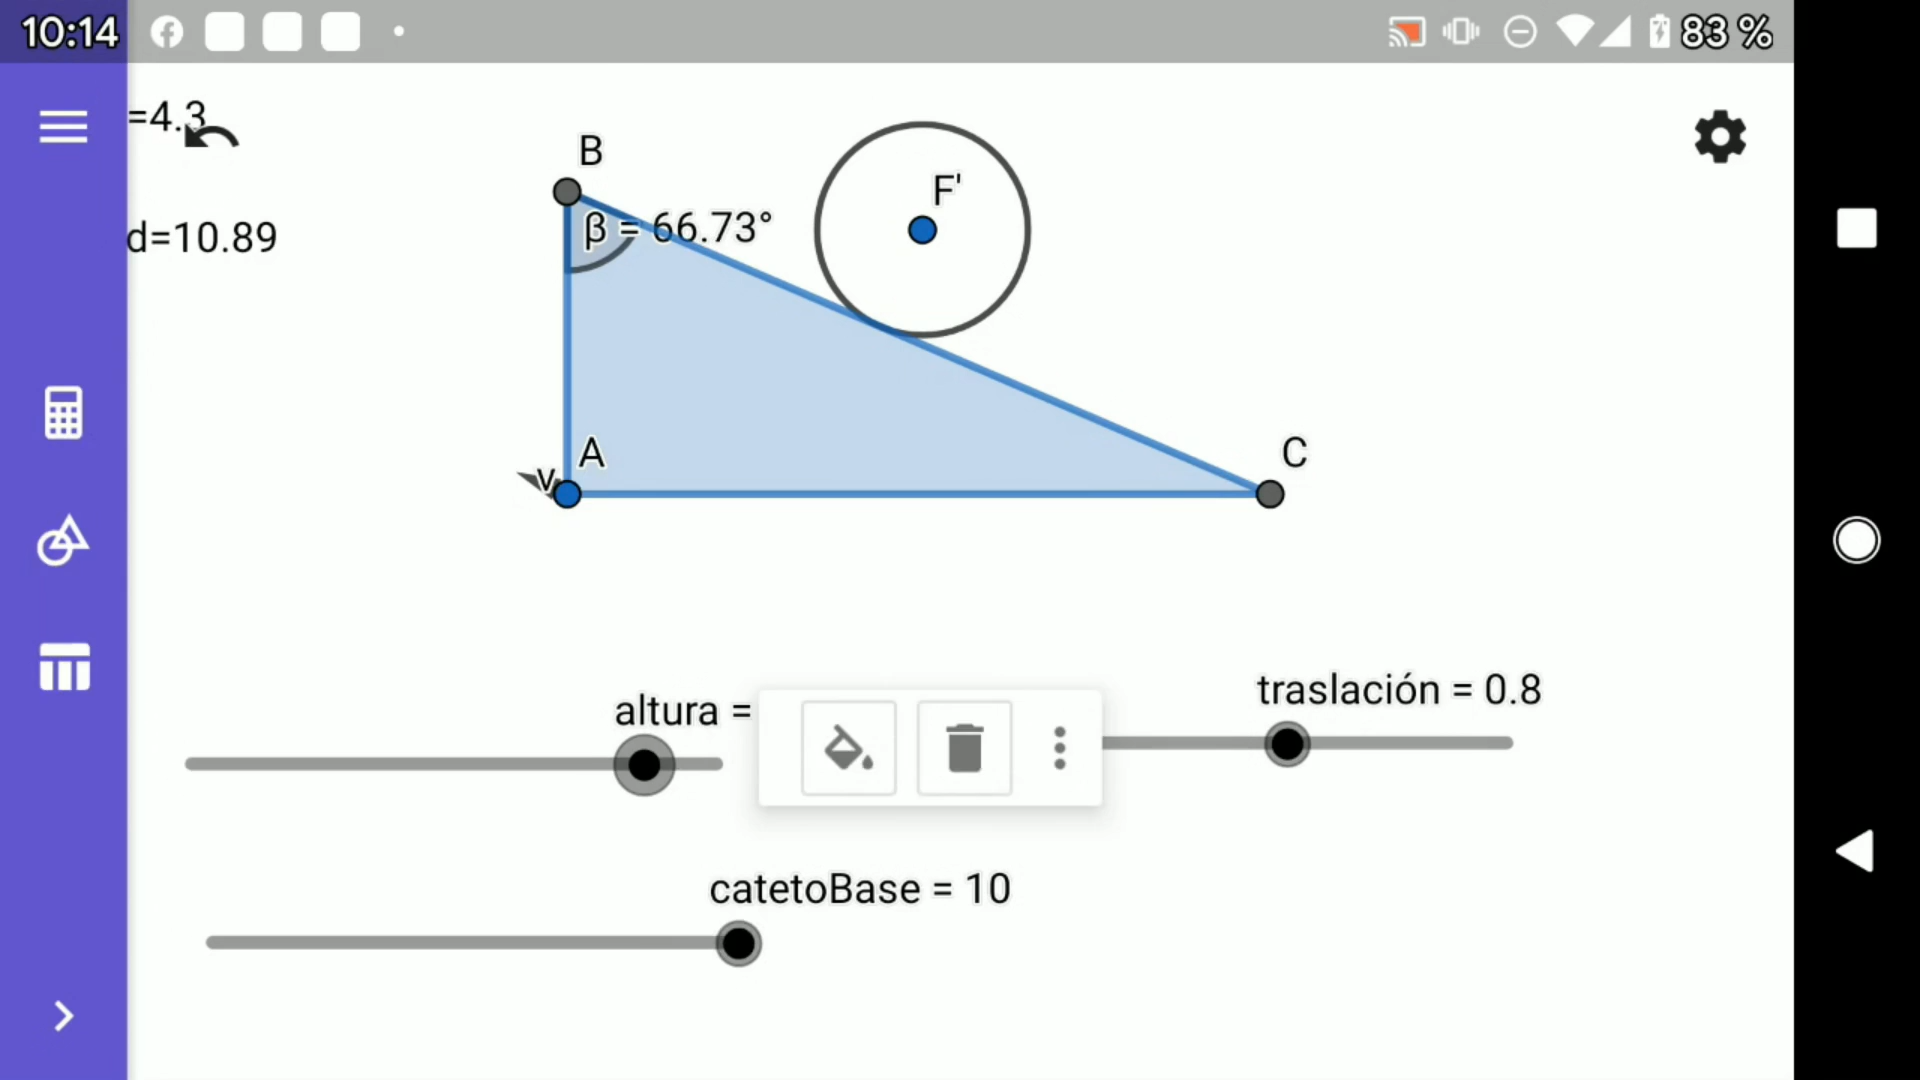 10:14
83 %
=4.3
d=10.89
B
β = 66.73°
F'
A
v
C
altura =
traslación = 0.8
catetoBase = 10